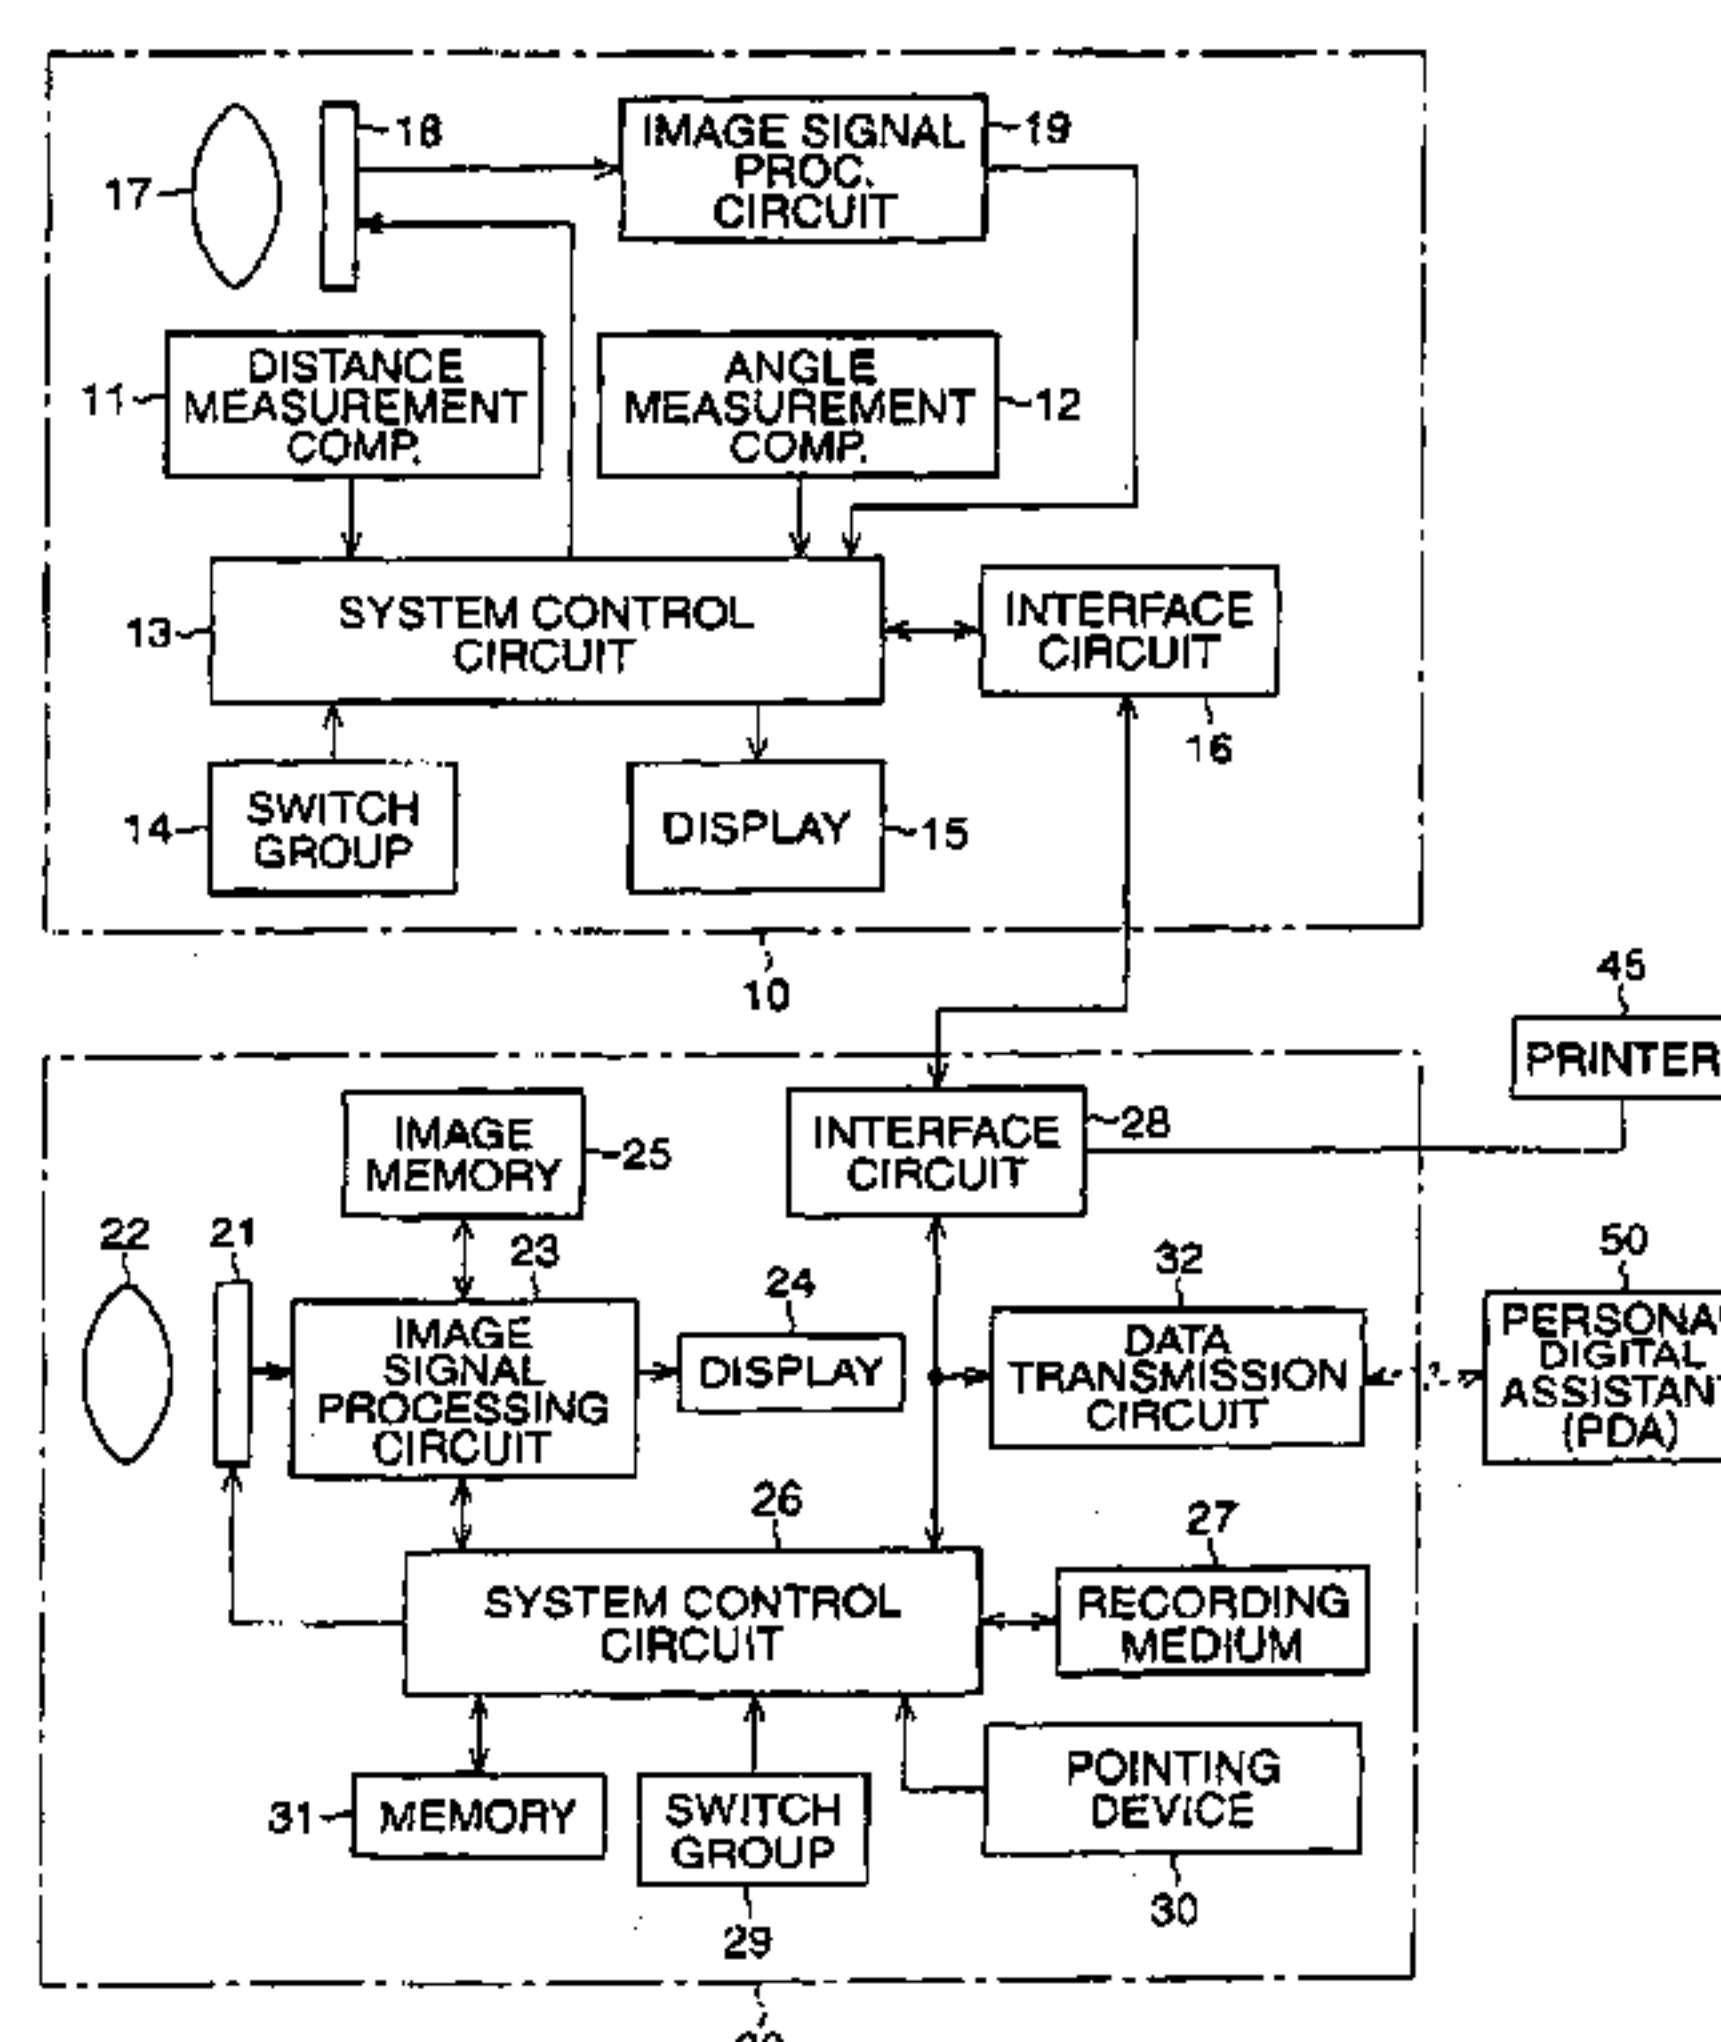 17
18
IMAGE SIGNAL
PROC.
CIRCUIT
19
11
DISTANCE
MEASUREMENT
COMP.
ANGLE
MEASUREMENT
COMP.
12
13
SYSTEM CONTROL
CIRCUIT
INTERFACE
CIRCUIT
16
14
SWITCH
GROUP
DISPLAY
15
10
45
PRINTER
IMAGE
MEMORY
25
INTERFACE
CIRCUIT
28
22
21
23
24
32
50
IMAGE
SIGNAL
PROCESSING
CIRCUIT
DISPLAY
DATA
TRANSMISSION
CIRCUIT
PERSONAL
DIGITAL
ASSISTANT
(PDA)
26
27
SYSTEM CONTROL
CIRCUIT
RECORDING
MEDIUM
31
MEMORY
SWITCH
GROUP
29
POINTING
DEVICE
30